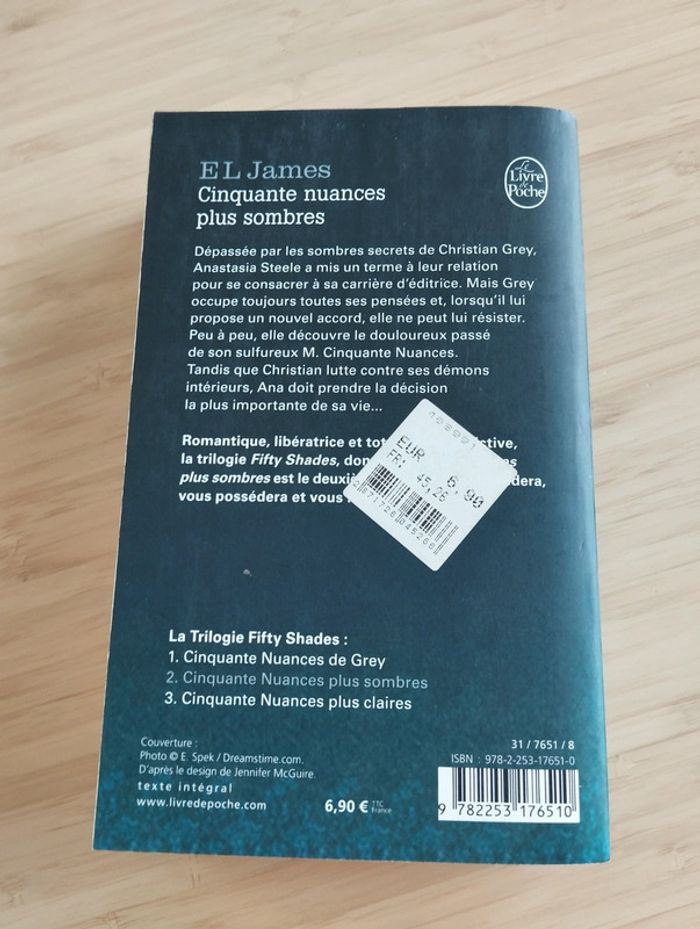 E L James
Cinquante nuances
plus sombres
Le
Livre
de
Poche
Dépassée par les sombres secrets de Christian Grey,
Anastasia Steele a mis un terme à leur relation
pour se consacrer à sa carrière d'éditrice. Mais Grey
occupe toujours toutes ses pensées et, lorsqu'il lui
propose un nouvel accord, elle ne peut lui résister.
Peu à peu, elle découvre le douloureux passé
de son sulfureux M. Cinquante Nuances.
Tandis que Christian lutte contre ses démons
intérieurs, Ana doit prendre la décision
la plus importante de sa vie...
Romantique, libératrice et
la trilogie Fifty Shades,
plus sombres est le
vous possédera et vous
EUR 6,90
FR: 45,26
La Trilogie Fifty Shades :
1. Cinquante Nuances de Grey
2. Cinquante Nuances plus sombres
3. Cinquante Nuances plus claires
Couverture :
Photo © E. Spek / Dreamstime.com.
D'après le design de Jennifer McGuire.
texte intégral
www.livredepoche.com
6,90 € TTC
France
31 / 7651 / 8
ISBN : 978-2-253-17651-0
9 782253 176510